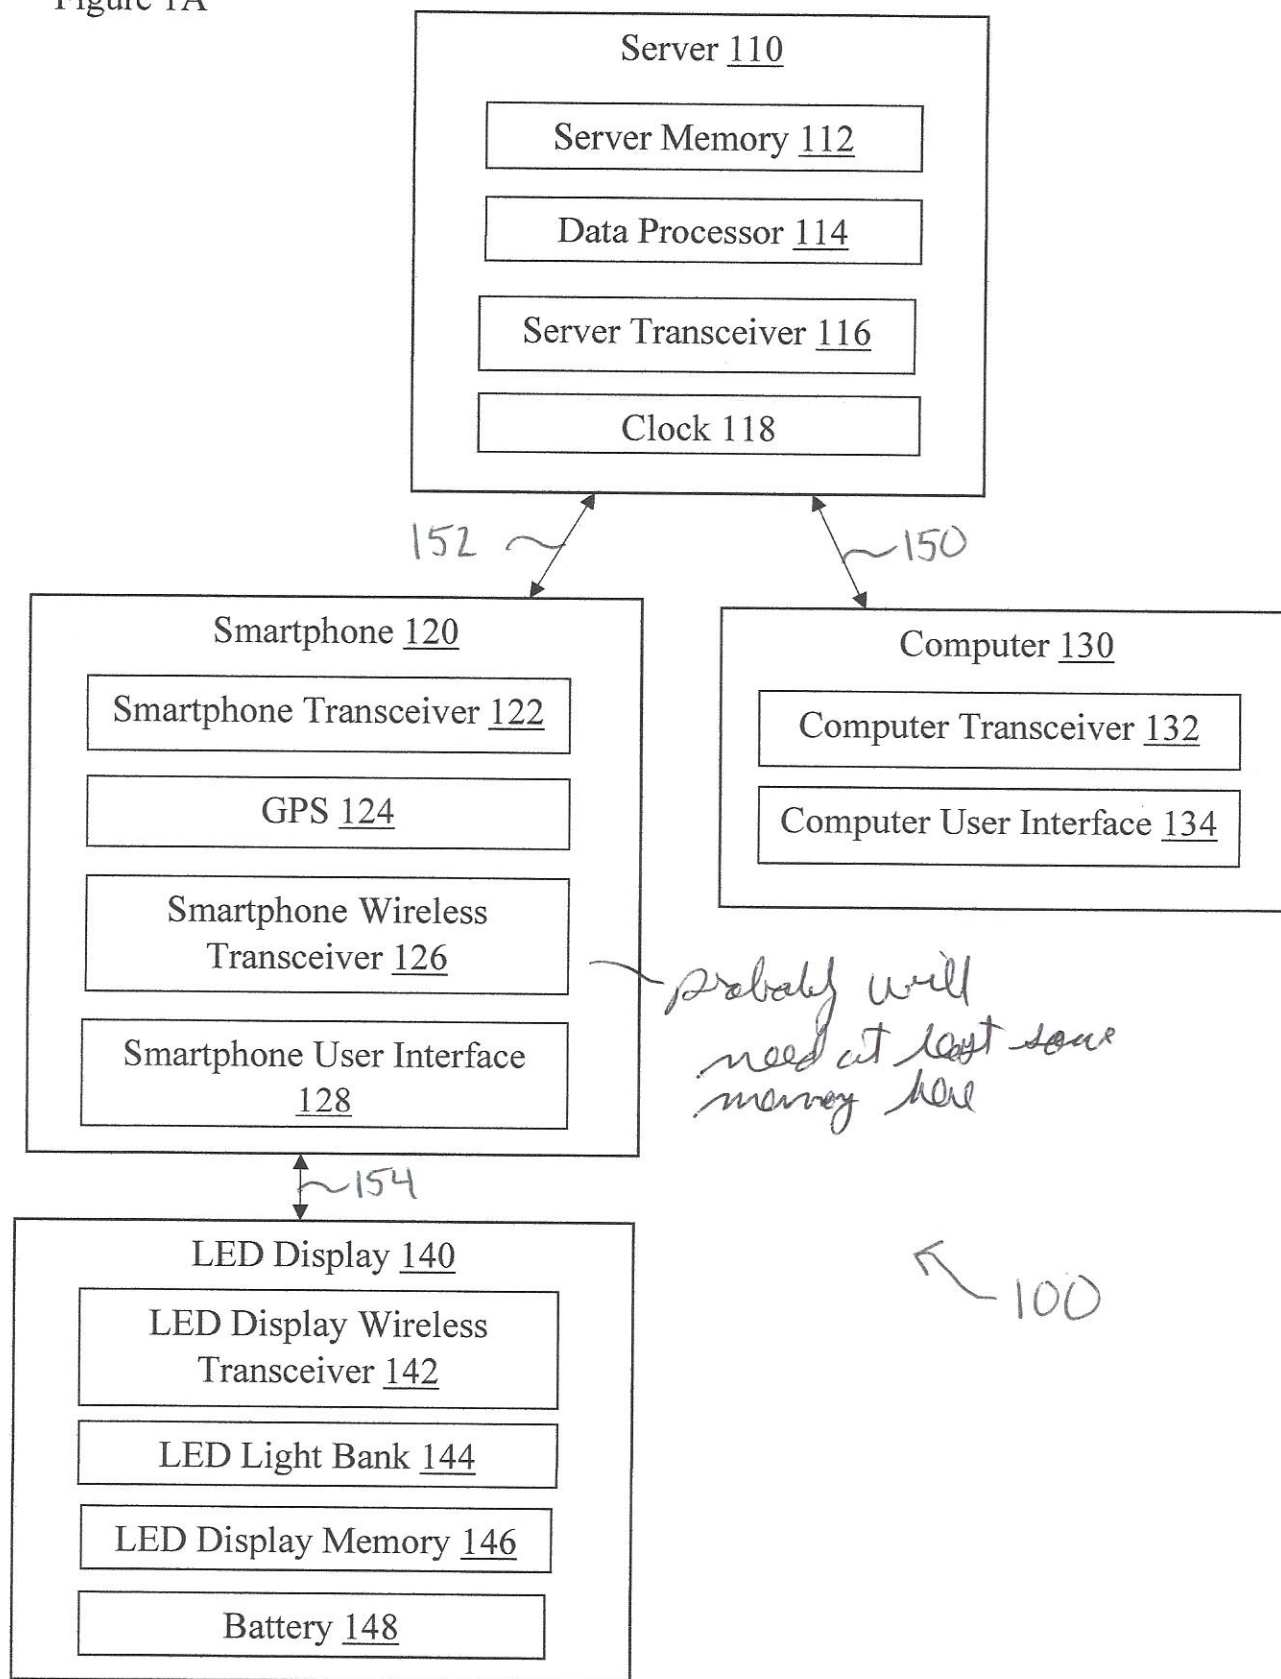 Figure 1A
Server 110
Server Memory 112
Data Processor 114
Server Transceiver 116
Clock 118
152
150
Smartphone 120
Smartphone Transceiver 122
GPS 124
Smartphone Wireless
Transceiver 126
Smartphone User Interface
128
Computer 130
Computer Transceiver 132
Computer User Interface 134
probably will
need at least some
memory here
154
100
LED Display 140
LED Display Wireless
Transceiver 142
LED Light Bank 144
LED Display Memory 146
Battery 148